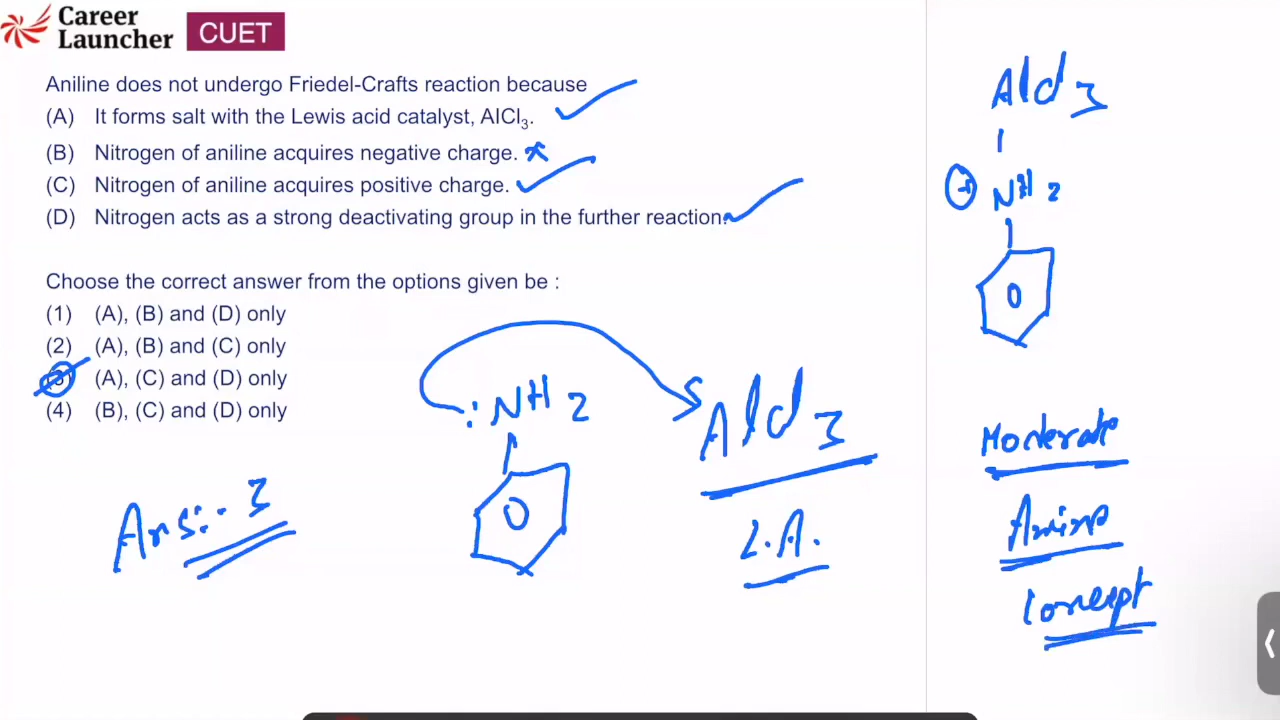 Career
Launcher
CUET
Aniline does not undergo Friedel-Crafts reaction because
(A) It forms salt with the Lewis acid catalyst, AlCl₃.
(B) Nitrogen of aniline acquires negative charge.
(C) Nitrogen of aniline acquires positive charge.
(D) Nitrogen acts as a strong deactivating group in the further reaction.
Choose the correct answer from the options given be :
(1) (A), (B) and (D) only
(2) (A), (B) and (C) only
(3) (A), (C) and (D) only
(4) (B), (C) and (D) only
Ans:- 3
:NH2
AlCl3
L.A.
AlCl3
+ NH2
Moderate
Amine
Concept